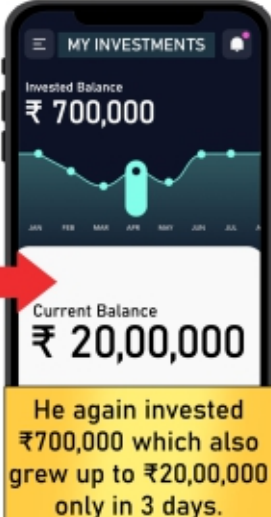 MY INVESTMENTS
Invested Balance
₹ 700,000
JAN FEB MAR APR MAY JUN JUL A
Current Balance
₹ 20,00,000
He again invested
₹700,000 which also
grew up to ₹20,00,000
only in 3 days.